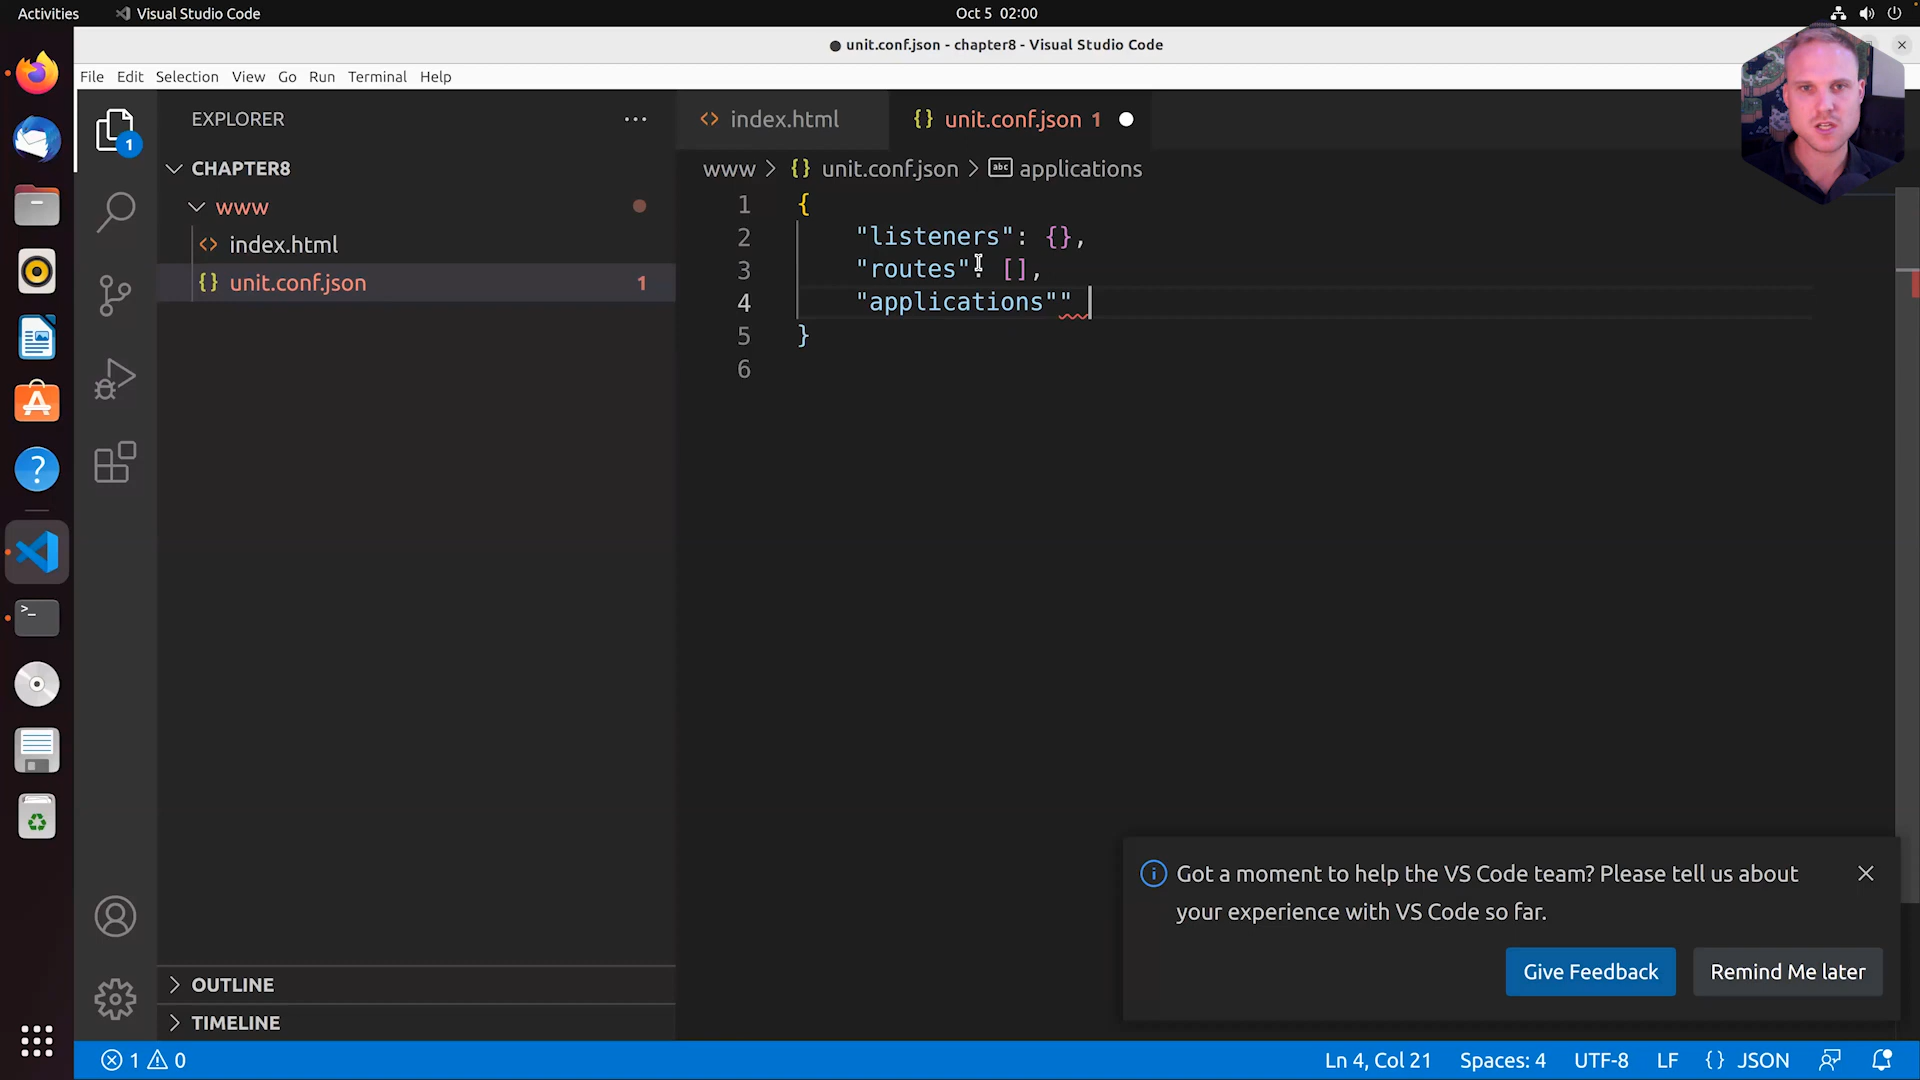 Activities
Visual Studio Code
Oct 5 02:00
unit.conf.json - chapter8 - Visual Studio Code
File Edit Selection View Go Run Terminal Help
EXPLORER
CHAPTER8
www
index.html
unit.conf.json 1
OUTLINE
TIMELINE
1
index.html
unit.conf.json 1
www > {} unit.conf.json > abc applications
1 {
2 "listeners": {},
3 "routes": [],
4 "applications""
5 }
6
Got a moment to help the VS Code team? Please tell us about
your experience with VS Code so far.
Give Feedback
Remind Me later
1 0
Ln 4, Col 21
Spaces: 4
UTF-8
LF
{} JSON